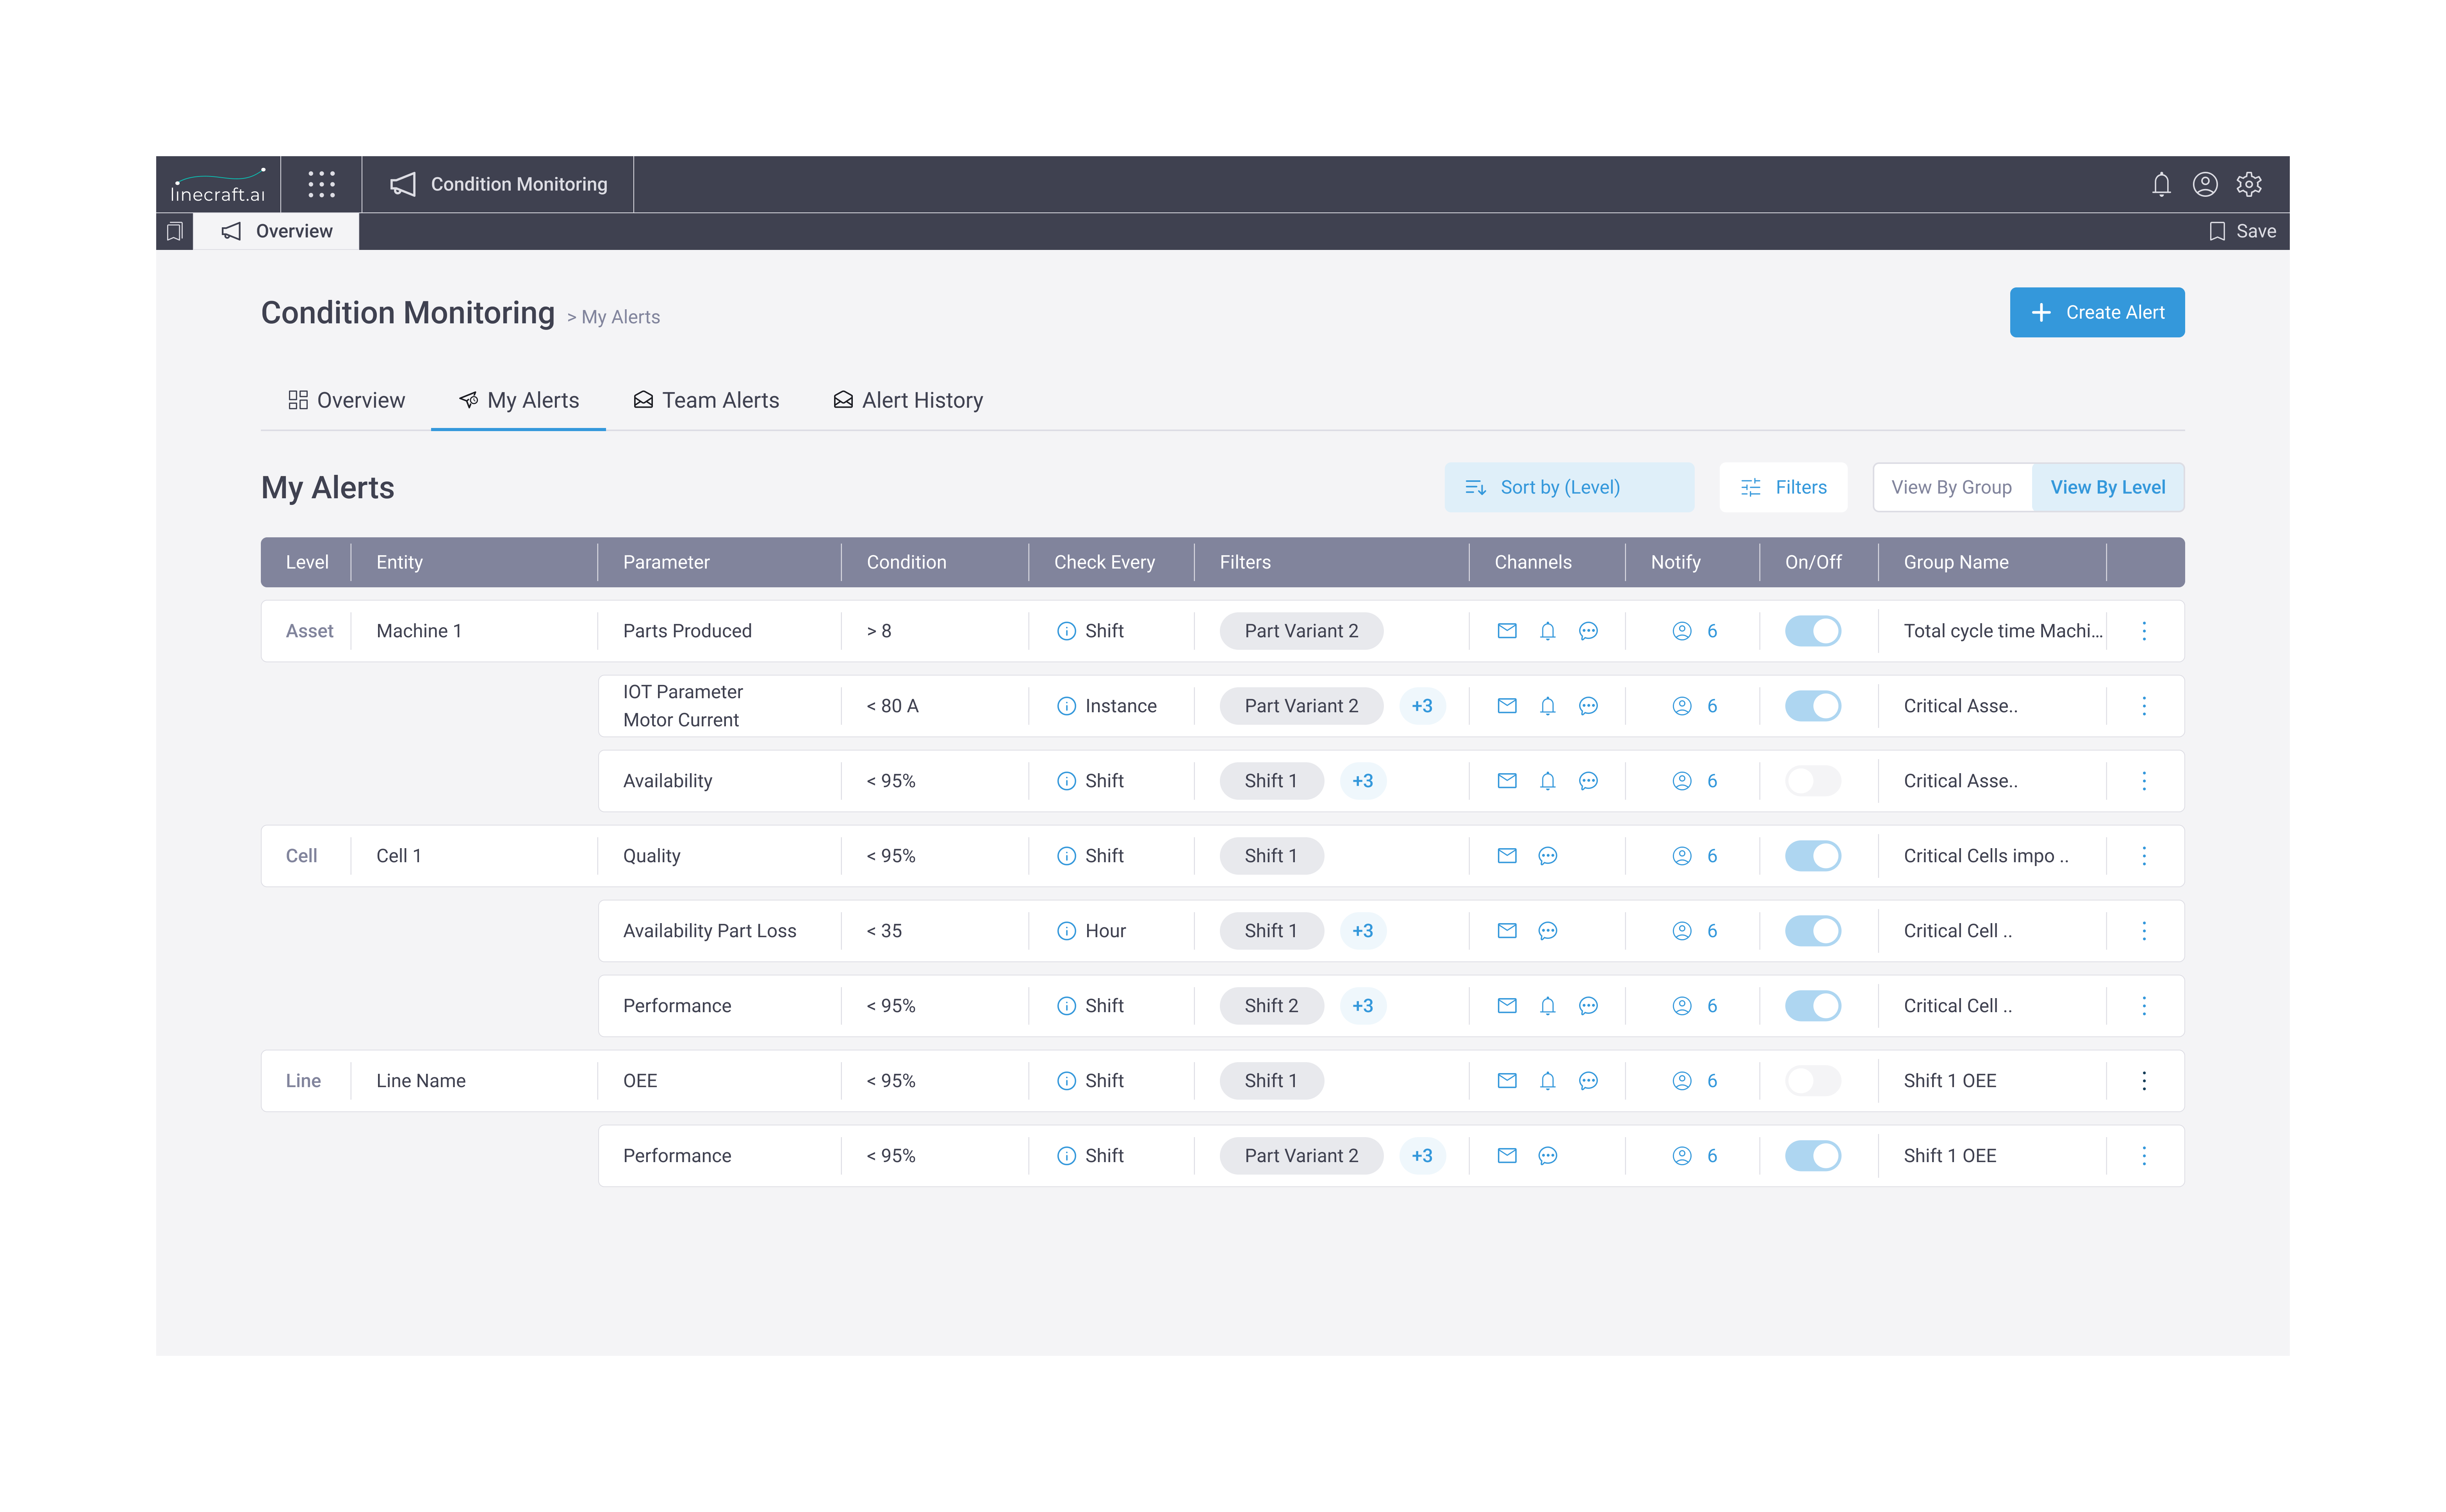 linecraft.ai Condition Monitoring
Overview Save
Condition Monitoring > My Alerts Create Alert
Overview My Alerts Team Alerts Alert History
My Alerts Sort by (Level) Filters View By Group View By Level
Level Entity Parameter Condition Check Every Filters Channels Notify On/Off Group Name
Asset Machine 1 Parts Produced > 8 Shift Part Variant 2 6 Total cycle time Machi...
IOT Parameter
Motor Current < 80 A Instance Part Variant 2 +3 6 Critical Asse..
Availability < 95% Shift Shift 1 +3 6 Critical Asse..
Cell Cell 1 Quality < 95% Shift Shift 1 6 Critical Cells impo ..
Availability Part Loss < 35 Hour Shift 1 +3 6 Critical Cell ..
Performance < 95% Shift Shift 2 +3 6 Critical Cell ..
Line Line Name OEE < 95% Shift Shift 1 6 Shift 1 OEE
Performance < 95% Shift Part Variant 2 +3 6 Shift 1 OEE